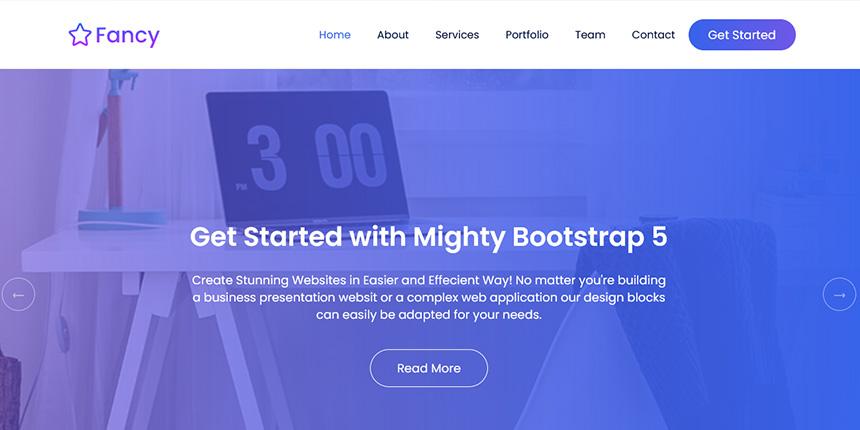 Fancy
Home About Services Portfolio Team Contact Get Started
PM 3 00
Get Started with Mighty Bootstrap 5
Create Stunning Websites in Easier and Effecient Way! No matter you're building
a business presentation websit or a complex web application our design blocks
can easily be adapted for your needs.
Read More